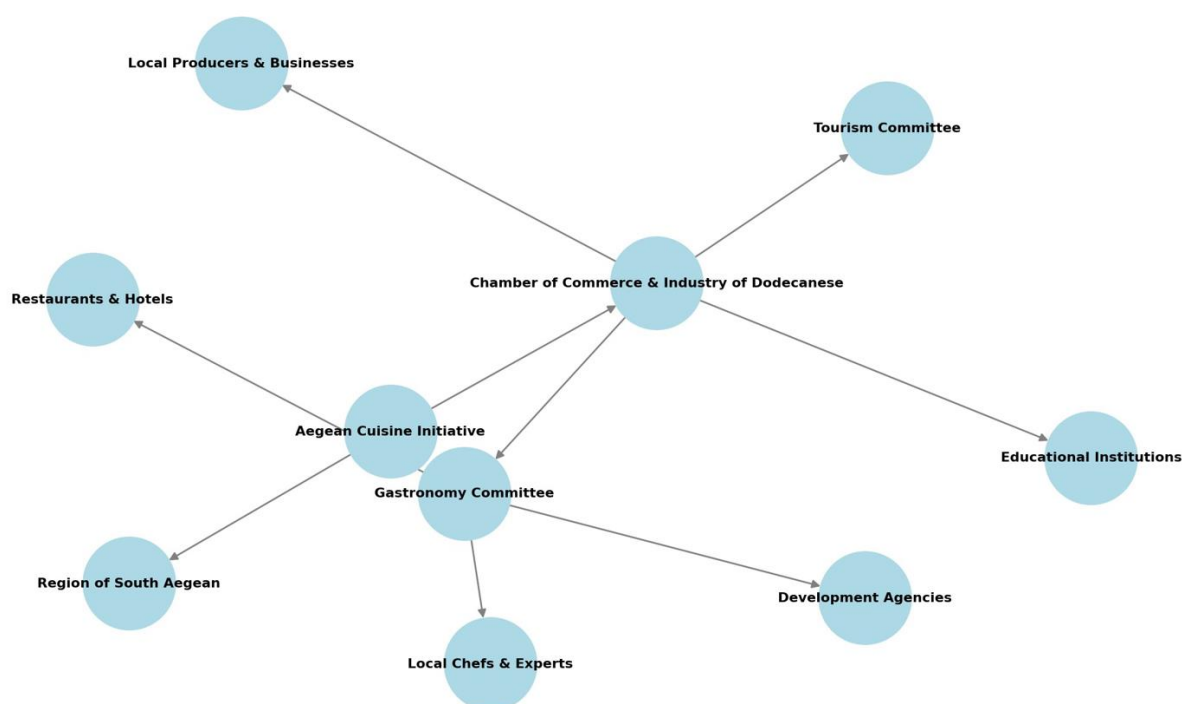 Local Producers & Businesses
Tourism Committee
Chamber of Commerce & Industry of Dodecanese
Restaurants & Hotels
Aegean Cuisine Initiative
Educational Institutions
Gastronomy Committee
Region of South Aegean
Development Agencies
Local Chefs & Experts